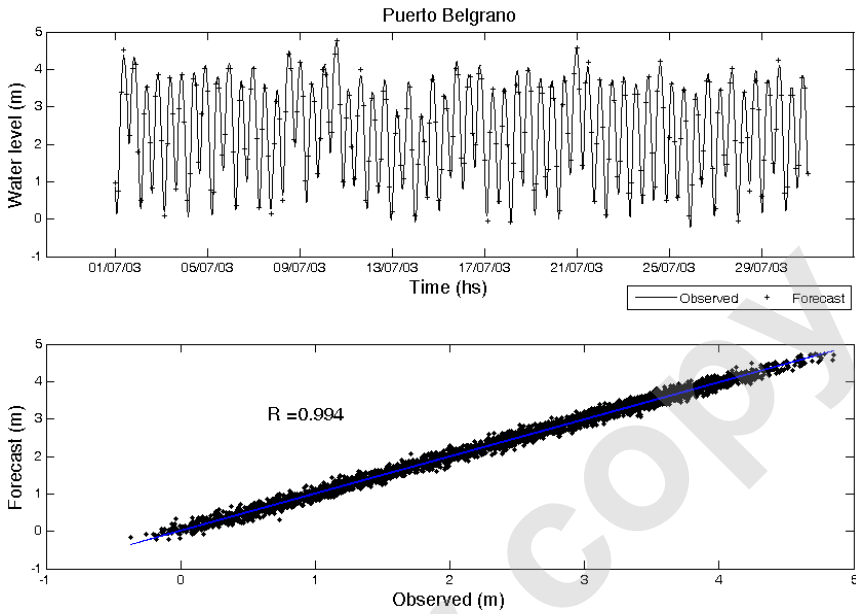 Puerto Belgrano
5
4
3
2
1
0
-1
Water level (m)
01/07/03 05/07/03 09/07/03 13/07/03 17/07/03 21/07/03 25/07/03 29/07/03
Time (hs)
Observed Forecast
5
4
3
2
1
0
-1
Forecast (m)
R =0.994
-1 0 1 2 3 4 5
Observed (m)
copy